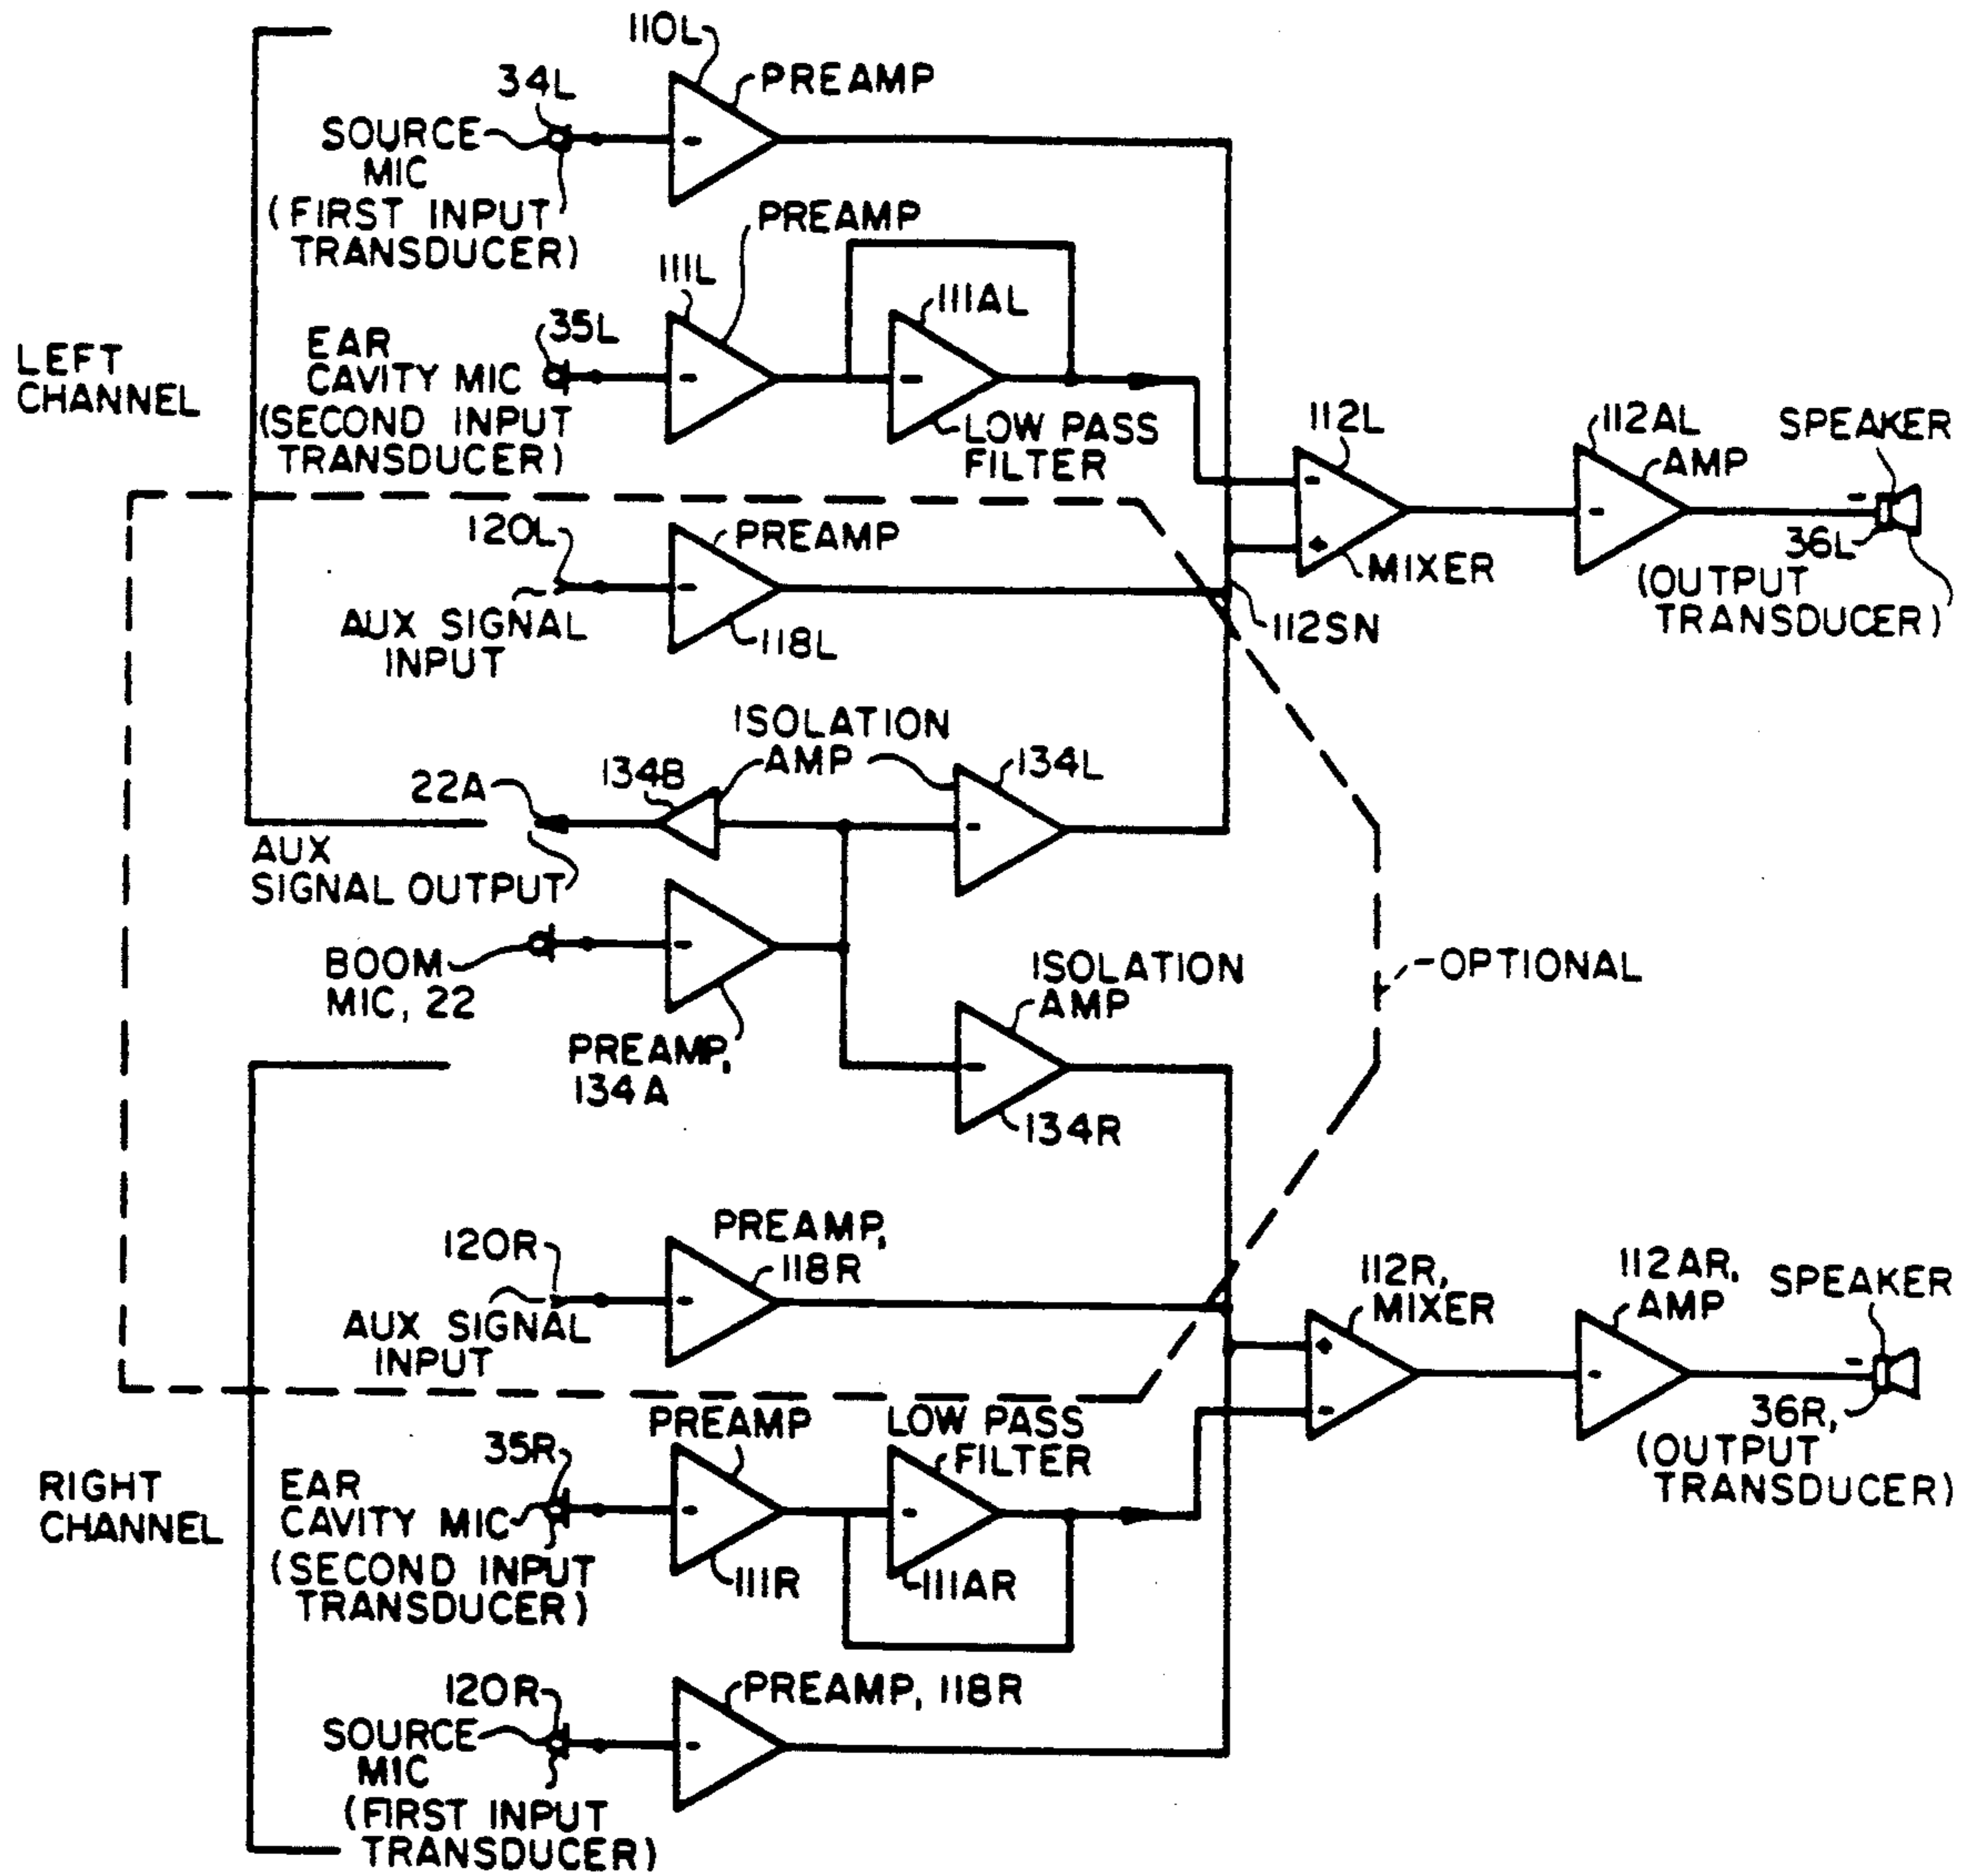 110L
PREAMP
34L
SOURCE
MIC
(FIRST INPUT
TRANSDUCER)
PREAMP
111L
111AL
35L
EAR
CAVITY MIC
(SECOND INPUT
TRANSDUCER)
LEFT
CHANNEL
LOW PASS
FILTER
112L
-
+
MIXER
112AL
AMP
SPEAKER
36L
(OUTPUT
TRANSDUCER)
120L
PREAMP
AUX SIGNAL
INPUT
118L
112SN
ISOLATION
AMP
134B
134L
22A
AUX
SIGNAL OUTPUT
BOOM
MIC, 22
PREAMP,
134A
ISOLATION
AMP
134R
OPTIONAL
PREAMP,
118R
120R
AUX SIGNAL
INPUT
112R,
MIXER
+
-
112AR,
AMP
SPEAKER
36R,
(OUTPUT
TRANSDUCER)
RIGHT
CHANNEL
PREAMP
LOW PASS
FILTER
35R
EAR
CAVITY MIC
(SECOND INPUT
TRANSDUCER)
111R
111AR
120R
PREAMP, 118R
SOURCE
MIC
(FIRST INPUT
TRANSDUCER)